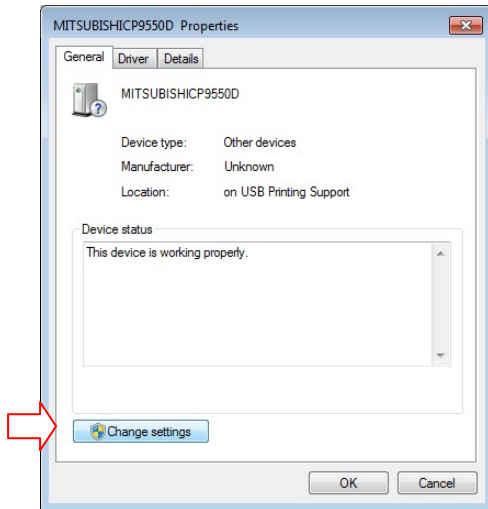 MITSUBISHICP9550D Properties
General Driver Details
MITSUBISHICP9550D
Device type: Other devices
Manufacturer: Unknown
Location: on USB Printing Support
Device status
This device is working properly.
Change settings
OK Cancel